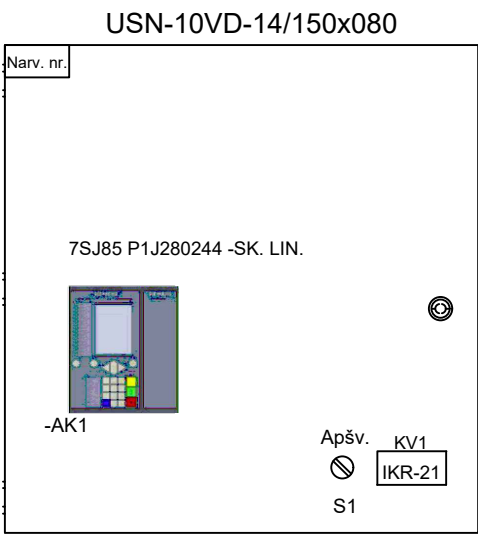 USN-10VD-14/150x080
Narv. nr.
7SJ85 P1J280244 -SK. LIN.
-AK1
Apšv.
KV1
IKR-21
S1